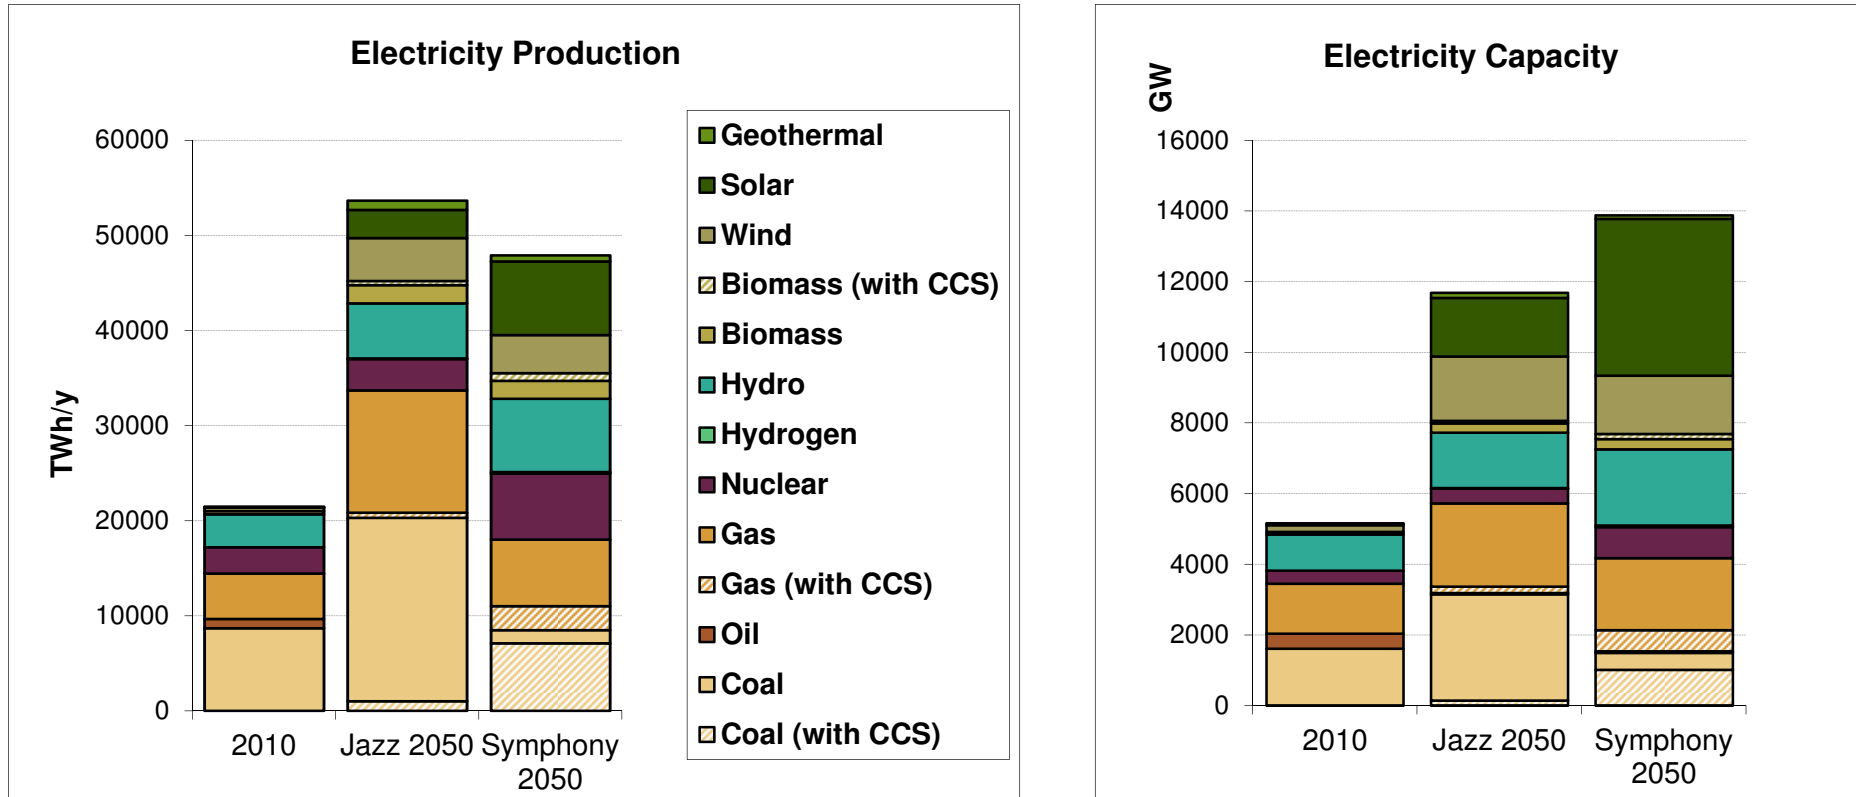 Electricity Production
TWh/y
60000
50000
40000
30000
20000
10000
0
2010
Jazz 2050
Symphony
2050
Geothermal
Solar
Wind
Biomass (with CCS)
Biomass
Hydro
Hydrogen
Nuclear
Gas
Gas (with CCS)
Oil
Coal
Coal (with CCS)
Electricity Capacity
GW
16000
14000
12000
10000
8000
6000
4000
2000
0
2010
Jazz 2050
Symphony
2050